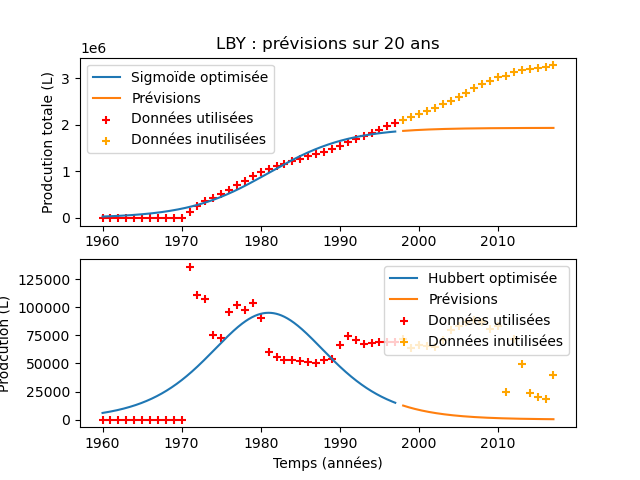 LBY : prévisions sur 20 ans
1e6
Prodcution totale (L)
3
2
1
0
Sigmoïde optimisée
Prévisions
Données utilisées
Données inutilisées
1960 1970 1980 1990 2000 2010
Prodcution (L)
125000
100000
75000
50000
25000
0
Hubbert optimisée
Prévisions
Données utilisées
Données inutilisées
1960 1970 1980 1990 2000 2010
Temps (années)